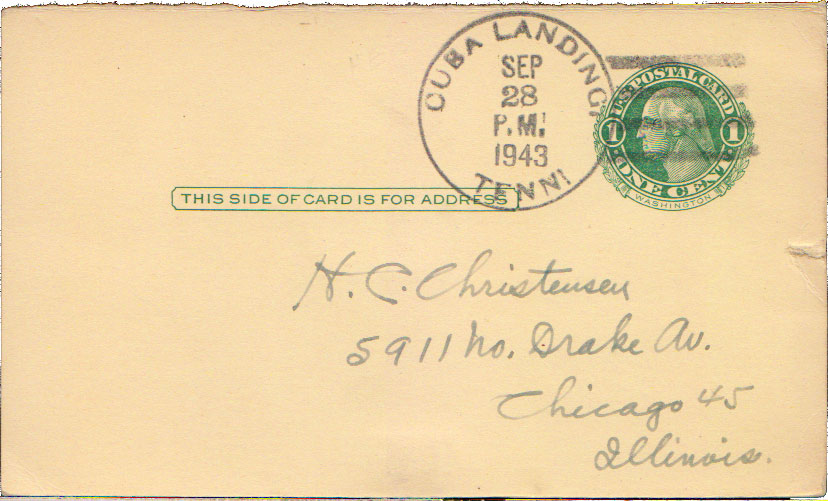 CUBA LANDING,
SEP
28
P.M.
1943
TENN.
U.S. POSTAL CARD
1 1
ONE CENT
WASHINGTON
THIS SIDE OF CARD IS FOR ADDRESS
H. C. Christensen
5911 No. Drake Av.
Chicago 45
Illinois.